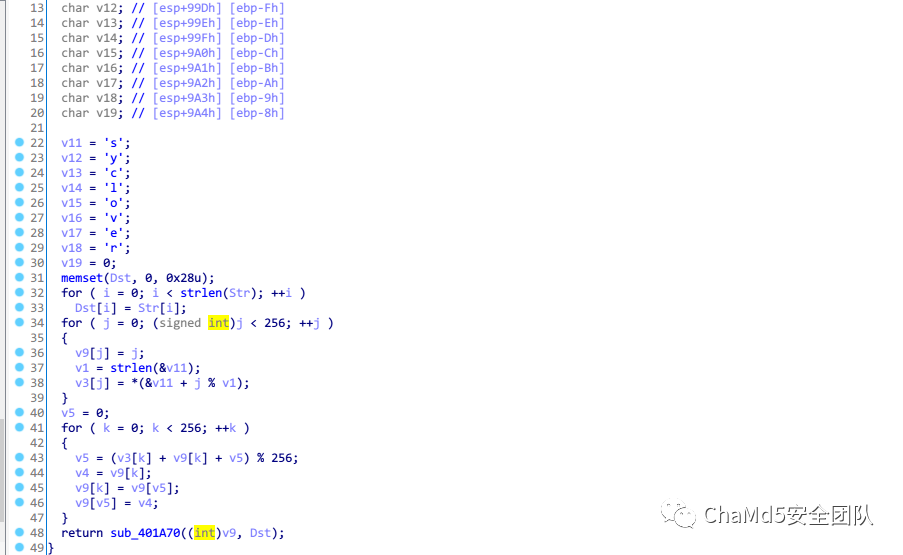 13 char v12; // [esp+99Dh] [ebp-Fh]
14 char v13; // [esp+99Eh] [ebp-Eh]
15 char v14; // [esp+99Fh] [ebp-Dh]
16 char v15; // [esp+9A0h] [ebp-Ch]
17 char v16; // [esp+9A1h] [ebp-Bh]
18 char v17; // [esp+9A2h] [ebp-Ah]
19 char v18; // [esp+9A3h] [ebp-9h]
20 char v19; // [esp+9A4h] [ebp-8h]
21
22 v11 = 's';
23 v12 = 'y';
24 v13 = 'c';
25 v14 = 'l';
26 v15 = 'o';
27 v16 = 'v';
28 v17 = 'e';
29 v18 = 'r';
30 v19 = 0;
31 memset(Dst, 0, 0x28u);
32 for ( i = 0; i < strlen(Str); ++i )
33 Dst[i] = Str[i];
34 for ( j = 0; (signed int)j < 256; ++j )
35 {
36 v9[j] = j;
37 v1 = strlen(&v11);
38 v3[j] = *(&v11 + j % v1);
39 }
40 v5 = 0;
41 for ( k = 0; k < 256; ++k )
42 {
43 v5 = (v3[k] + v9[k] + v5) % 256;
44 v4 = v9[k];
45 v9[k] = v9[v5];
46 v9[v5] = v4;
47 }
48 return sub_401A70((int)v9, Dst);
49 }
ChaMd5安全团队